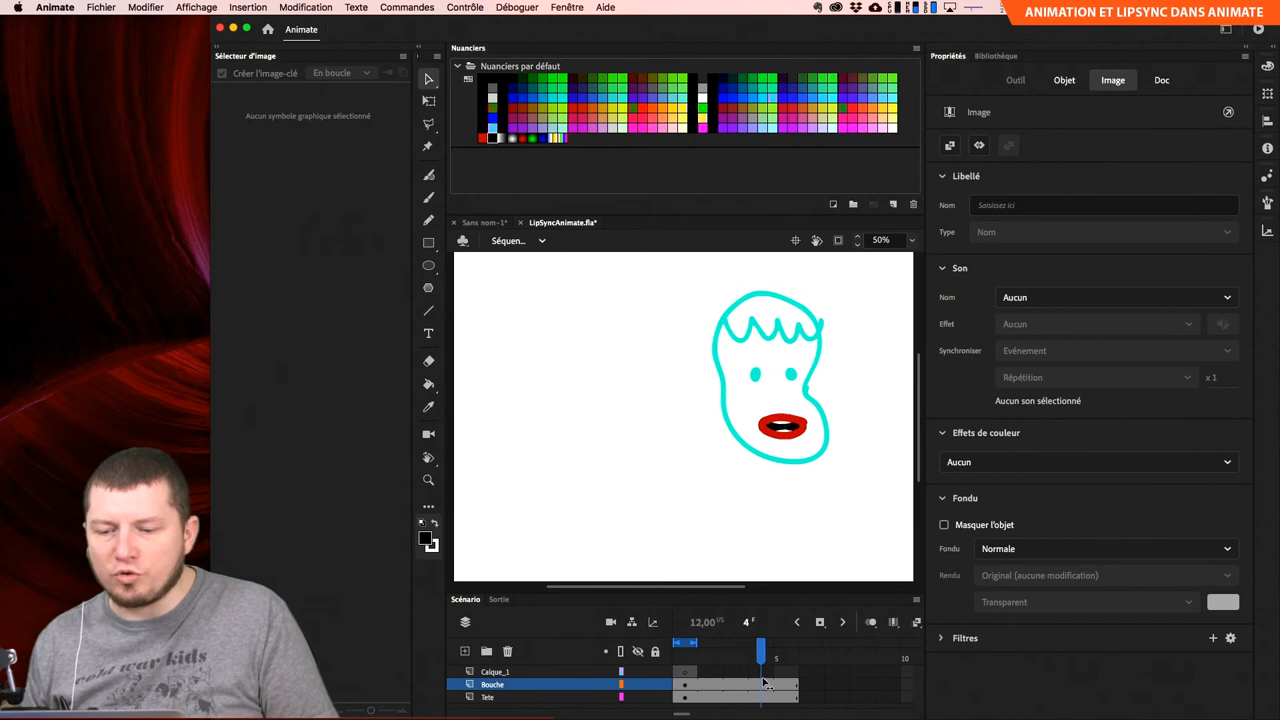 Animate Fichier Modifier Affichage Insertion Modification Texte Commandes Contrôle Déboguer Fenêtre Aide
ANIMATION ET LIPSYNC DANS ANIMATE
Animate
Sélecteur d'image
Créer l'image-clé En boucle
Aucun symbole graphique sélectionné
Nuanciers
Nuanciers par défaut
Sans nom-1*
LipSyncAnimate.fla*
Séquen...
50%
Propriétés Bibliothèque
Outil Objet Image Doc
Image
Libellé
Nom Saisissez ici
Type Nom
Son
Nom Aucun
Effet Aucun
Synchroniser Evénement
Répétition x 1
Aucun son sélectionné
Effets de couleur
Aucun
Fondu
Masquer l'objet
Fondu Normale
Rendu Original (aucune modification)
Transparent
Filtres
Scénario Sortie
12,00 I/S 4 F
5 10
Calque_1
Bouche
Tete
cold war kids